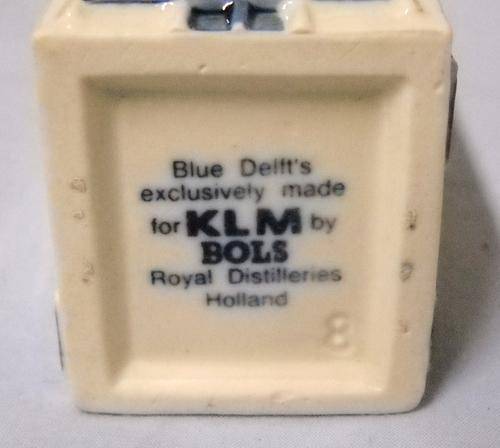 Blue Delft's
exclusively made
for KLM by
BOLS
Royal Distilleries
Holland
8